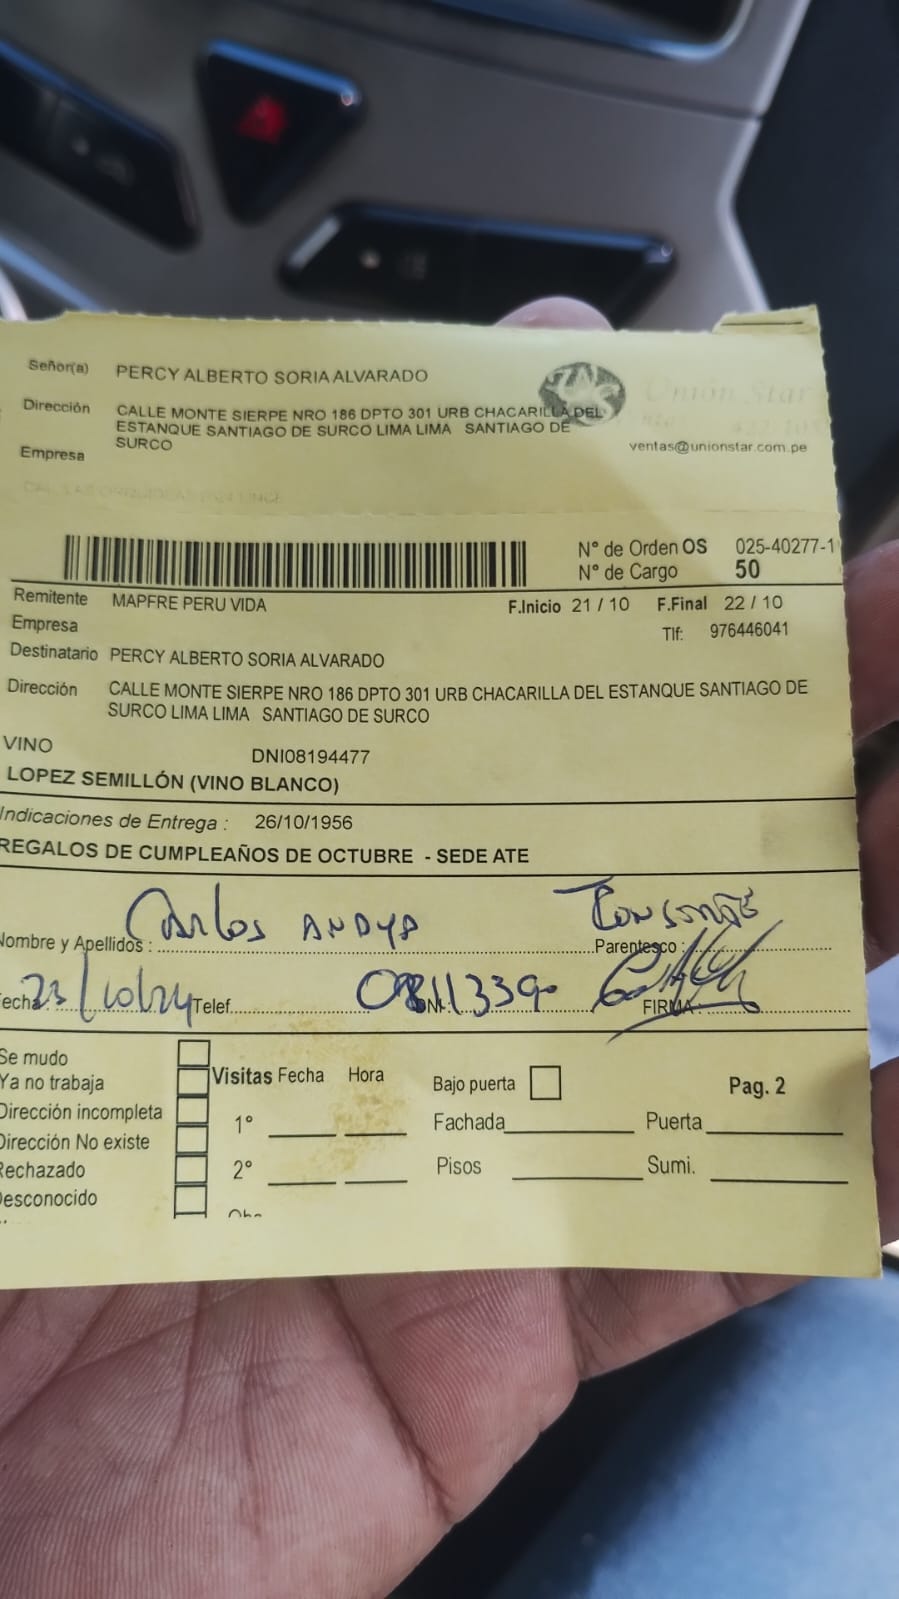 Señor(a) PERCY ALBERTO SORIA ALVARADO
Dirección CALLE MONTE SIERPE NRO 186 DPTO 301 URB CHACARILLA DEL
ESTANQUE SANTIAGO DE SURCO LIMA LIMA SANTIAGO DE
SURCO
Empresa
Unión Star
ventas@unionstar.com.pe
N° de Orden OS 025-40277-1
N° de Cargo 50
Remitente MAPFRE PERU VIDA F.Inicio 21 / 10 F.Final 22 / 10
Empresa Tlf: 976446041
Destinatario PERCY ALBERTO SORIA ALVARADO
Dirección CALLE MONTE SIERPE NRO 186 DPTO 301 URB CHACARILLA DEL ESTANQUE SANTIAGO DE
SURCO LIMA LIMA SANTIAGO DE SURCO
VINO DNI08194477
LOPEZ SEMILLÓN (VINO BLANCO)
Indicaciones de Entrega : 26/10/1956
REGALOS DE CUMPLEAÑOS DE OCTUBRE - SEDE ATE
Nombre y Apellidos : Carlos ANDYA Parentesco :
Fecha: 23/10/24 Telef. FIRMA :
Se mudo
Ya no trabaja Visitas Fecha Hora Bajo puerta Pag. 2
Dirección incompleta 1° Fachada Puerta
Dirección No existe
Rechazado 2° Pisos Sumi.
Desconocido